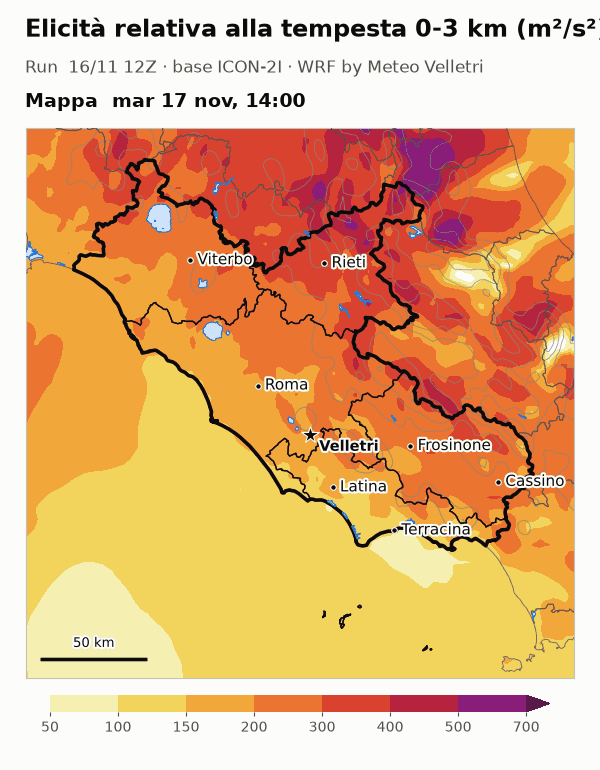 Elicità relativa alla tempesta 0-3 km (m²/s²)
Run  16/11 12Z · base ICON-2I · WRF by Meteo Velletri
Mappa  mar 17 nov, 14:00
Viterbo
Rieti
Roma
Velletri
Frosinone
Cassino
Latina
Terracina
50 km
50 100 150 200 300 400 500 700